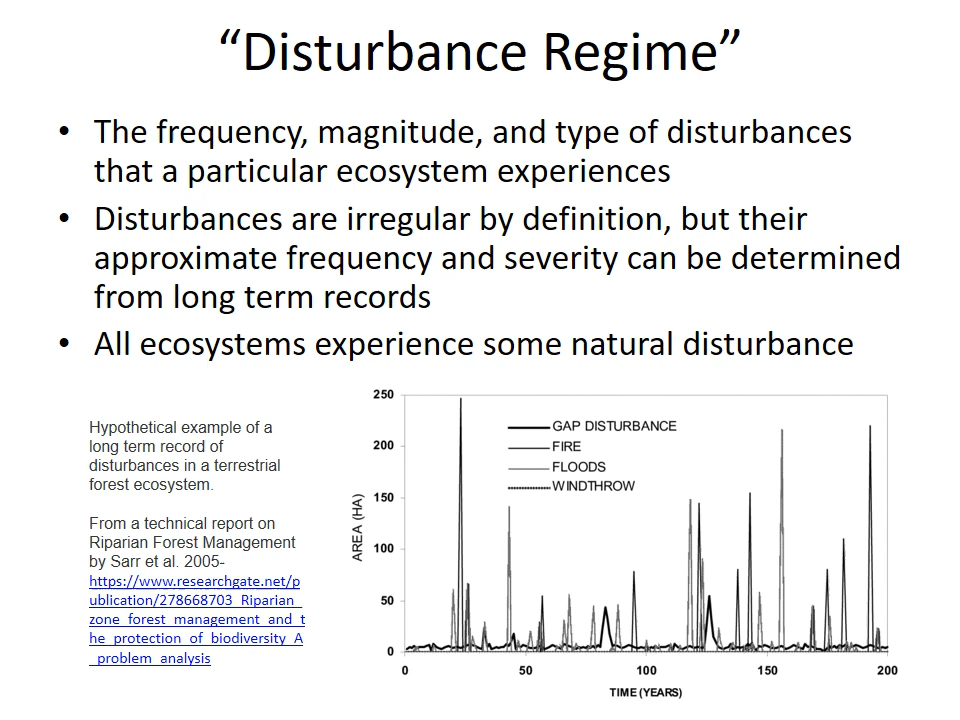 “Disturbance Regime”
• The frequency, magnitude, and type of disturbances
that a particular ecosystem experiences
• Disturbances are irregular by definition, but their
approximate frequency and severity can be determined
from long term records
• All ecosystems experience some natural disturbance
Hypothetical example of a
long term record of
disturbances in a terrestrial
forest ecosystem.
From a technical report on
Riparian Forest Management
by Sarr et al. 2005-
https://www.researchgate.net/p
ublication/278668703_Riparian_
zone_forest_management_and_t
he_protection_of_biodiversity_A
_problem_analysis
250
200
150
100
50
0
AREA (HA)
GAP DISTURBANCE
FIRE
FLOODS
WINDTHROW
0 50 100 150 200
TIME (YEARS)